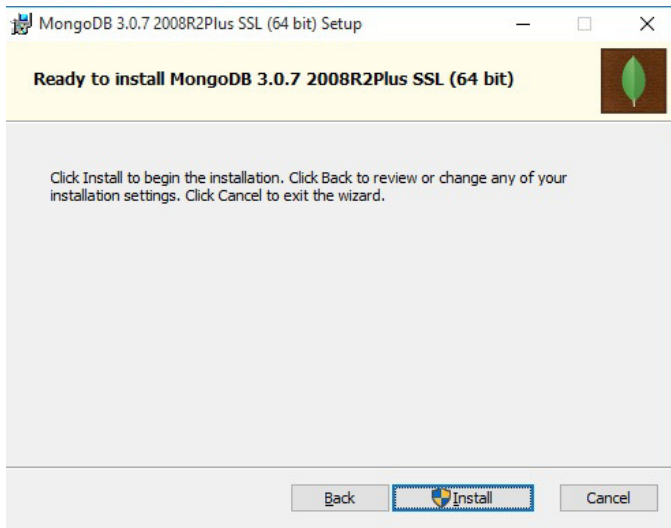 MongoDB 3.0.7 2008R2Plus SSL (64 bit) Setup
Ready to install MongoDB 3.0.7 2008R2Plus SSL (64 bit)
Click Install to begin the installation. Click Back to review or change any of your
installation settings. Click Cancel to exit the wizard.
Back
Install
Cancel